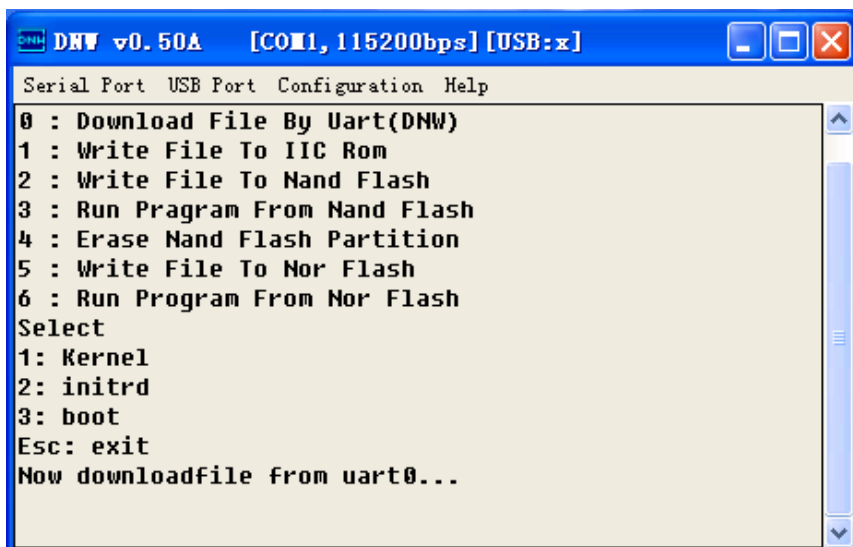 DNW v0.50A [COM1,115200bps][USB:x]
Serial Port USB Port Configuration Help
0 : Download File By Uart(DNW)
1 : Write File To IIC Rom
2 : Write File To Nand Flash
3 : Run Pragram From Nand Flash
4 : Erase Nand Flash Partition
5 : Write File To Nor Flash
6 : Run Program From Nor Flash
Select
1: Kernel
2: initrd
3: boot
Esc: exit
Now downloadfile from uart0...